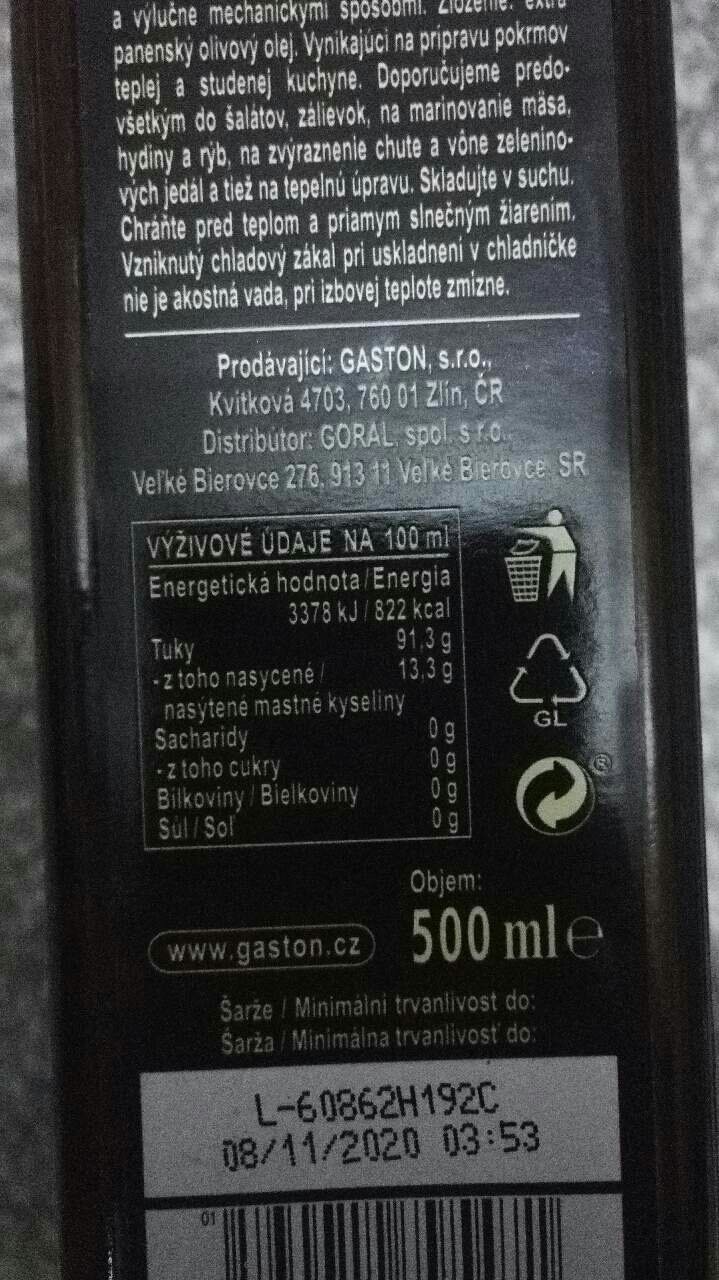 a výlučne mechanickými spôsobmi. Zloženie: extra
panenský olivový olej. Vynikajúci na prípravu pokrmov
teplej a studenej kuchyne. Doporučujeme predo-
všetkým do šalátov, zálievok, na marinovanie mäsa,
hydiny a rýb, na zvýraznenie chute a vône zelenino-
vých jedál a tiež na tepelnú úpravu. Skladujte v suchu.
Chráňte pred teplom a priamym slnečným žiarením.
Vzniknutý chladový zákal pri uskladnení v chladničke
nie je akostná vada, pri izbovej teplote zmizne.
Prodávající: GASTON, s.r.o.,
Kvítková 4703, 760 01 Zlín, ČR
Distribútor: GORAL, spol. s r.o.,
Veľké Bierovce 276, 913 11 Veľké Bierovce, SR
VÝŽIVOVÉ ÚDAJE NA 100 ml
Energetická hodnota / Energia
3378 kJ / 822 kcal
Tuky 91,3 g
- z toho nasycené / 13,3 g
nasýtené mastné kyseliny
Sacharidy 0 g
- z toho cukry 0 g
Bílkoviny / Bielkoviny 0 g
Sůl / Soľ 0 g
GL
®
Objem:
500 ml e
www.gaston.cz
Šarže / Minimální trvanlivost do:
Šarža / Minimálna trvanlivosť do:
L-60862H192C
08/11/2020 03:53
01